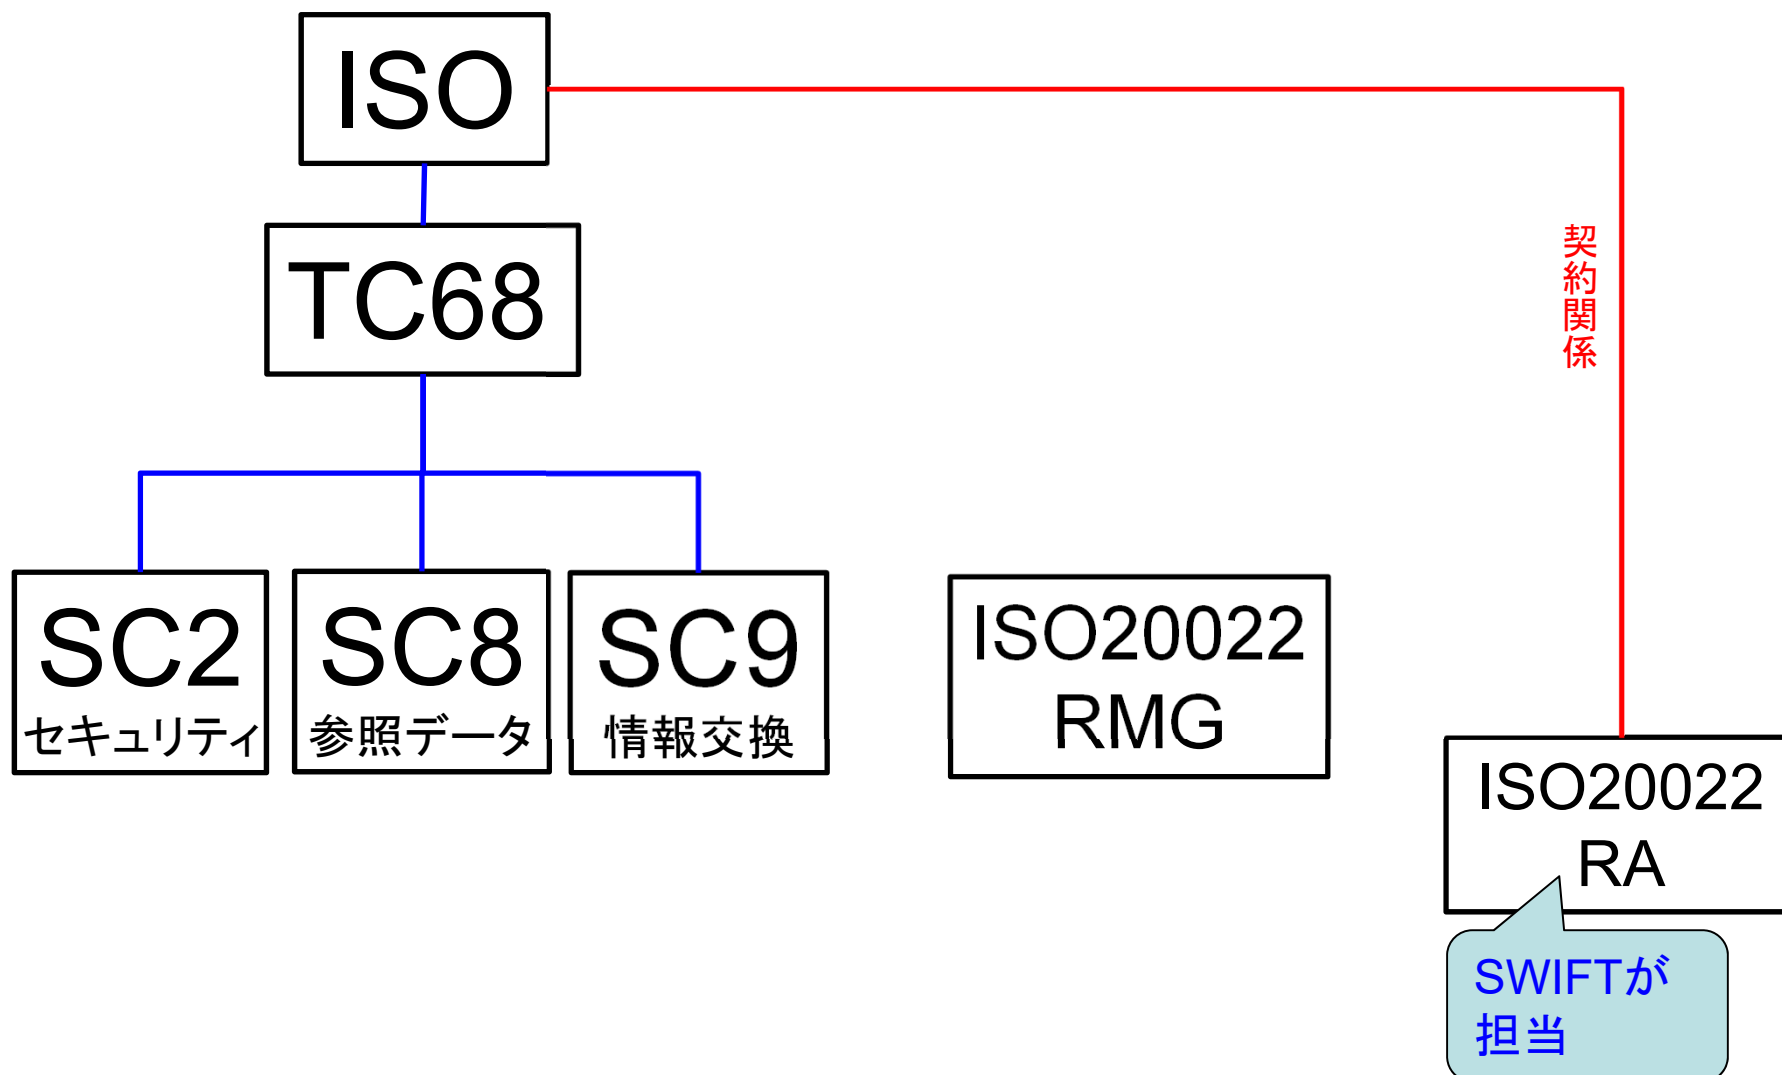 ISO
契約関係
TC68
SC2
セキュリティ
SC8
参照データ
SC9
情報交換
ISO20022
RMG
ISO20022
RA
SWIFTが
担当